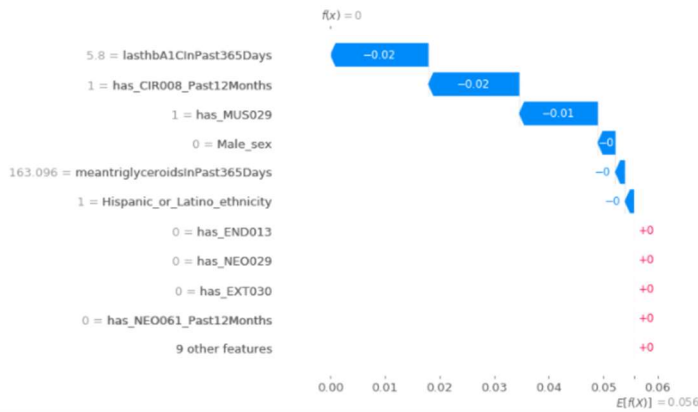 f(x) = 0
5.8 = lasthbA1CInPast365Days
−0.02
1 = has_CIR008_Past12Months
−0.02
1 = has_MUS029
−0.01
0 = Male_sex
−0
163.096 = meantriglyceroidsInPast365Days
−0
1 = Hispanic_or_Latino_ethnicity
−0
0 = has_END013
+0
0 = has_NEO029
+0
0 = has_EXT030
+0
0 = has_NEO061_Past12Months
+0
9 other features
+0
0.00 0.01 0.02 0.03 0.04 0.05 0.06
E[f(X)] = 0.056